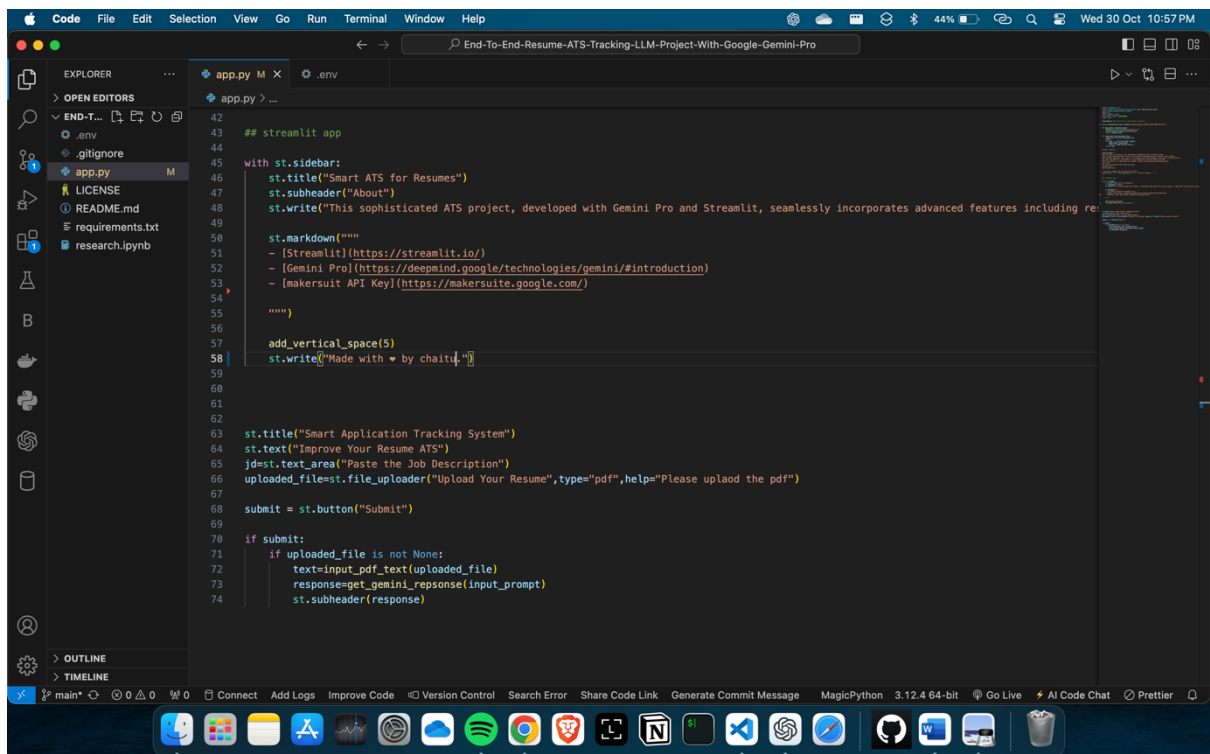 Code File Edit Selection View Go Run Terminal Window Help 44% Wed 30 Oct 10:57 PM
End-To-End-Resume-ATS-Tracking-LLM-Project-With-Google-Gemini-Pro
EXPLORER
app.py M
.env
> OPEN EDITORS
app.py > ...
END-T...
.env
.gitignore
app.py M
LICENSE
README.md
requirements.txt
research.ipynb
42
43 ## streamlit app
44
45 with st.sidebar:
46 st.title("Smart ATS for Resumes")
47 st.subheader("About")
48 st.write("This sophisticated ATS project, developed with Gemini Pro and Streamlit, seamlessly incorporates advanced features including res
49
50 st.markdown("""
51 - [Streamlit](https://streamlit.io/)
52 - [Gemini Pro](https://deepmind.google/technologies/gemini/#introduction)
53 - [makersuit API Key](https://makersuite.google.com/)
54
55 """)
56
57 add_vertical_space(5)
58 st.write("Made with ❤ by chaitu.")
59
60
61
62
63 st.title("Smart Application Tracking System")
64 st.text("Improve Your Resume ATS")
65 jd=st.text_area("Paste the Job Description")
66 uploaded_file=st.file_uploader("Upload Your Resume",type="pdf",help="Please uplaod the pdf")
67
68 submit = st.button("Submit")
69
70 if submit:
71 if uploaded_file is not None:
72 text=input_pdf_text(uploaded_file)
73 response=get_gemini_repsonse(input_prompt)
74 st.subheader(response)
> OUTLINE
> TIMELINE
main* 0 0 0 Connect Add Logs Improve Code Version Control Search Error Share Code Link Generate Commit Message MagicPython 3.12.4 64-bit Go Live AI Code Chat Prettier